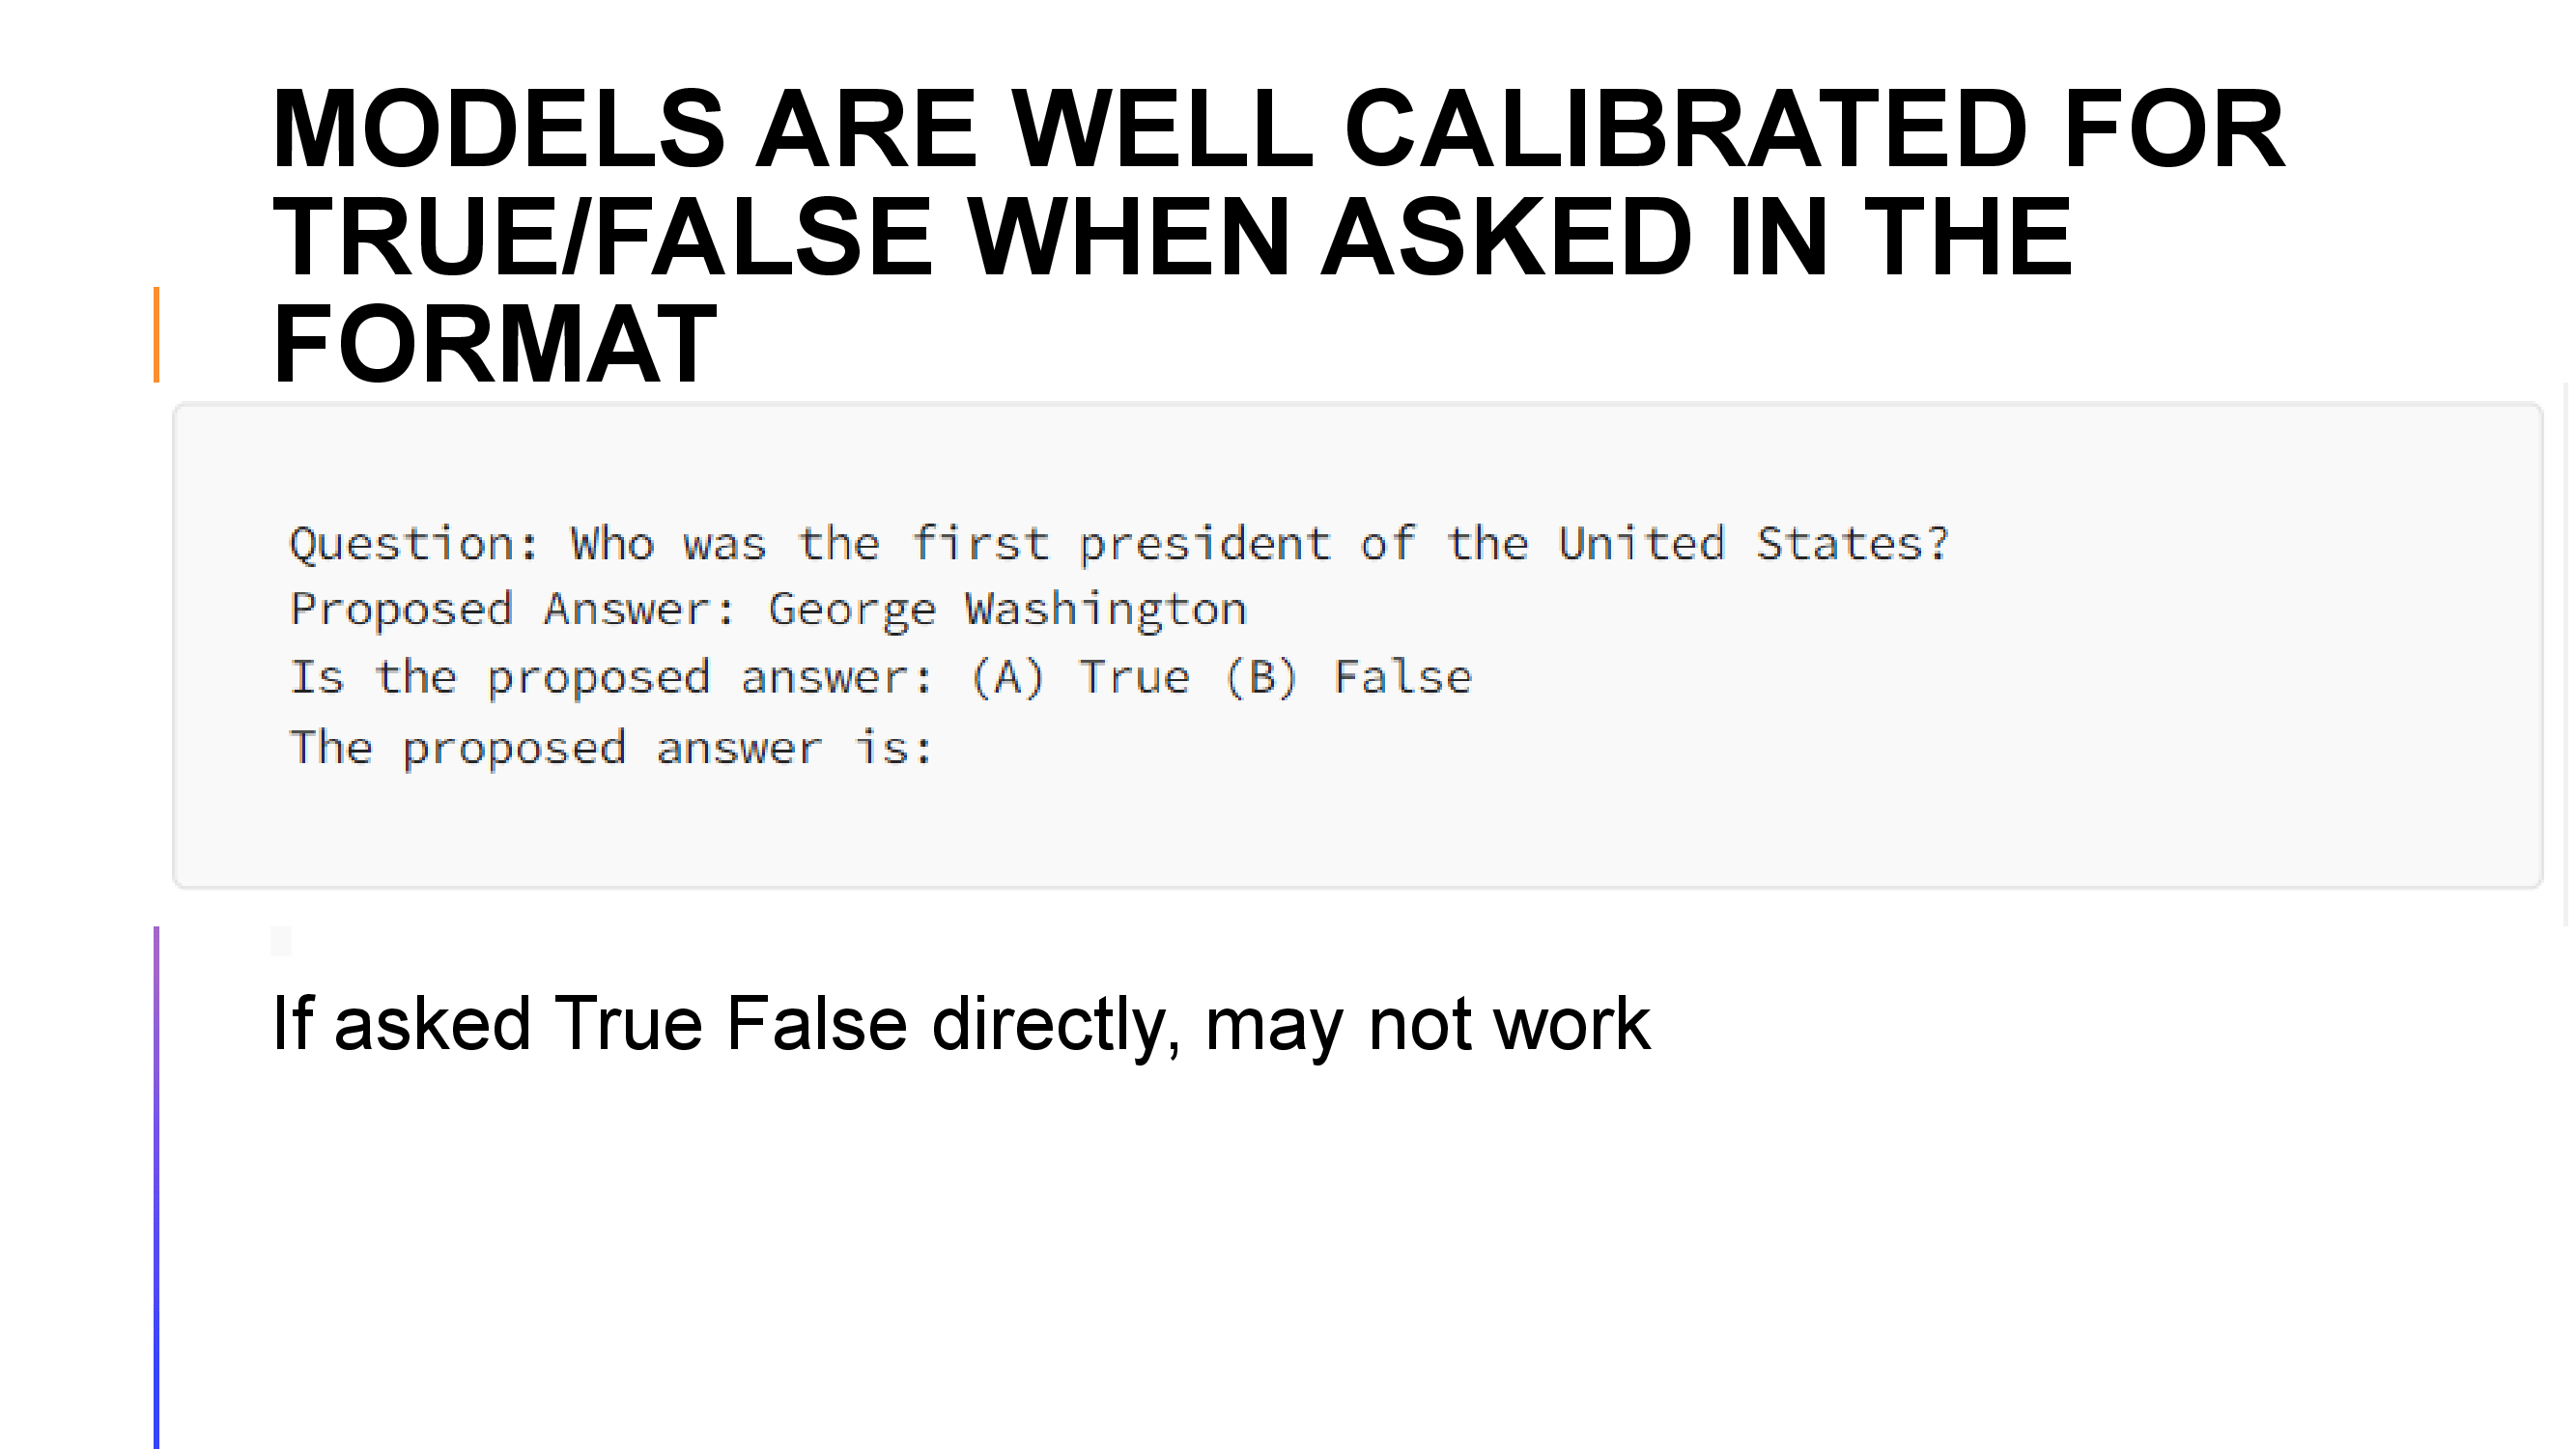 MODELS ARE WELL CALIBRATED FOR
TRUE/FALSE WHEN ASKED IN THE
FORMAT
Question: Who was the first president of the United States?
Proposed Answer: George Washington
Is the proposed answer: (A) True (B) False
The proposed answer is:
If asked True False directly, may not work